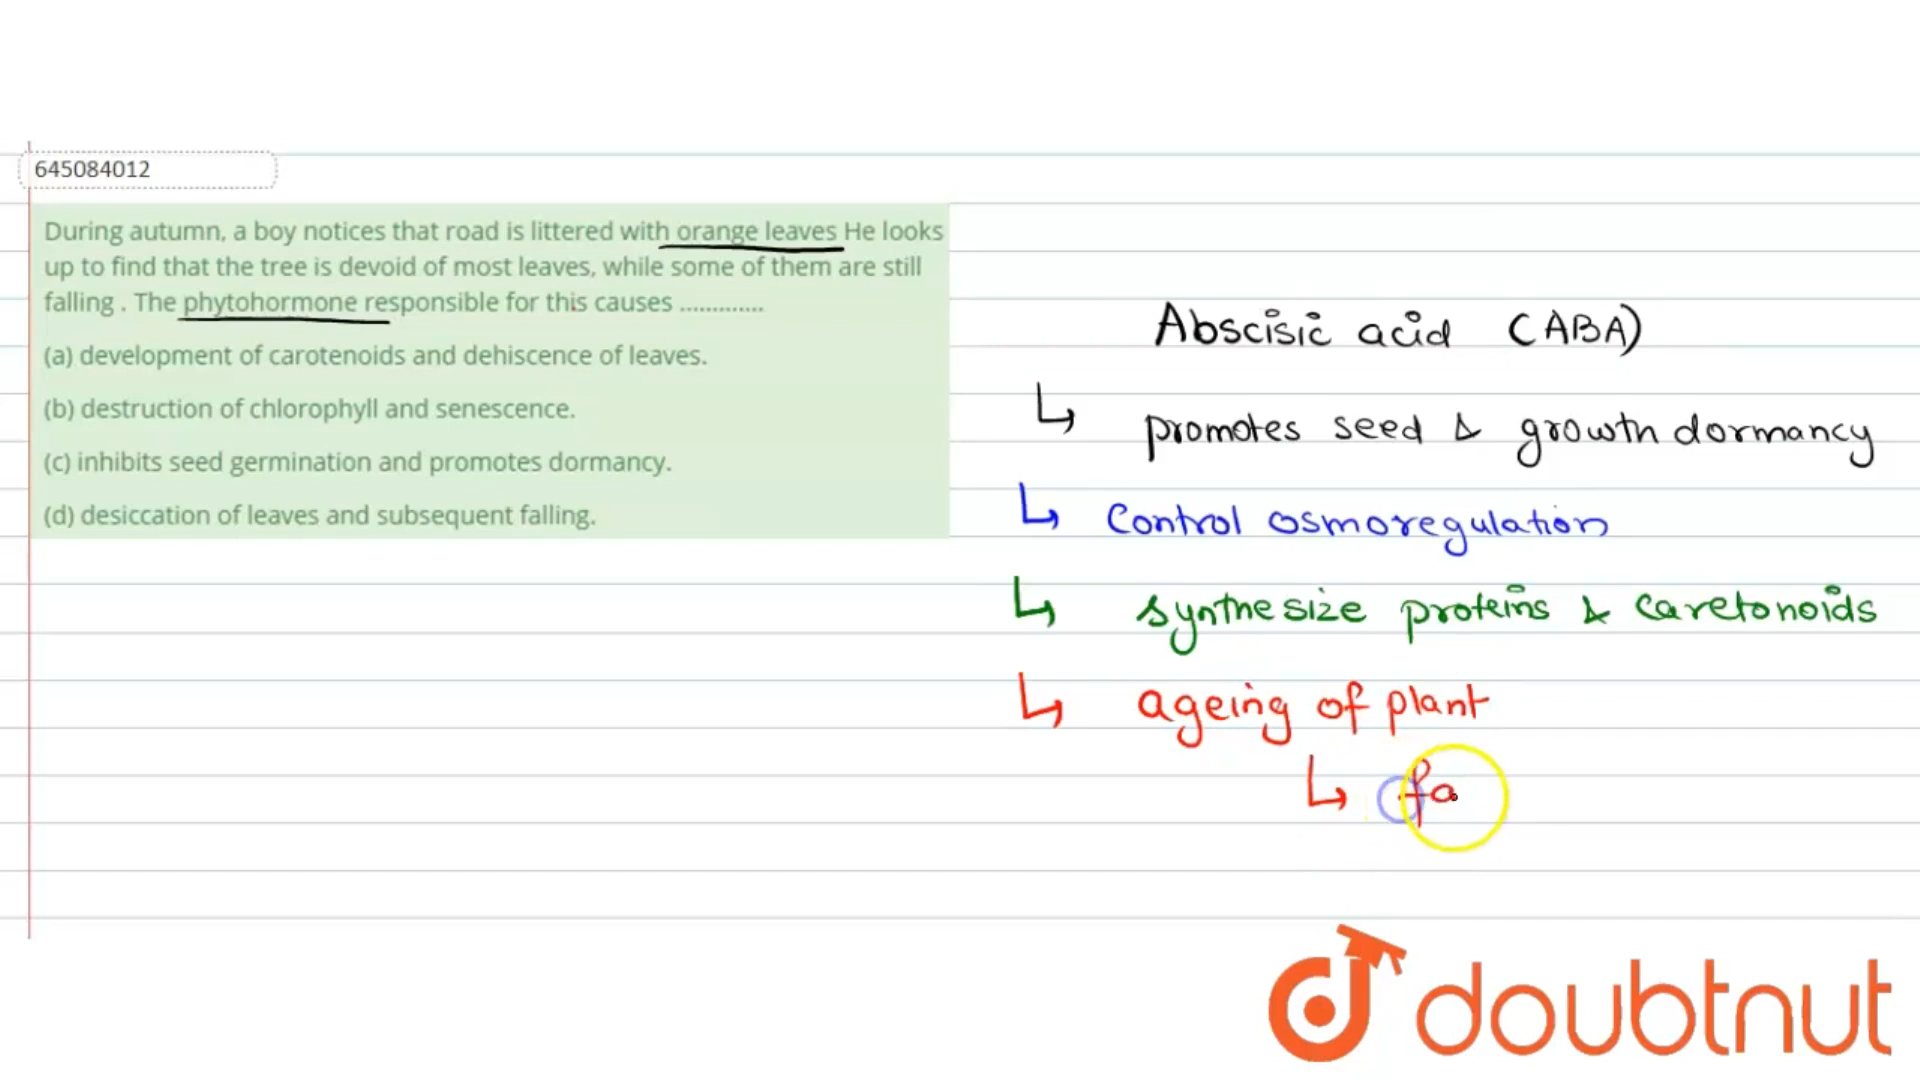 645084012
During autumn, a boy notices that road is littered with orange leaves He looks
up to find that the tree is devoid of most leaves, while some of them are still
falling . The phytohormone responsible for this causes .............
(a) development of carotenoids and dehiscence of leaves.
(b) destruction of chlorophyll and senescence.
(c) inhibits seed germination and promotes dormancy.
(d) desiccation of leaves and subsequent falling.
Abscisic acid (ABA)
↳ promotes seed & growth dormancy
↳ Control osmoregulation
↳ synthesize proteins & caretonoids
↳ ageing of plant
↳ fa
doubtnut